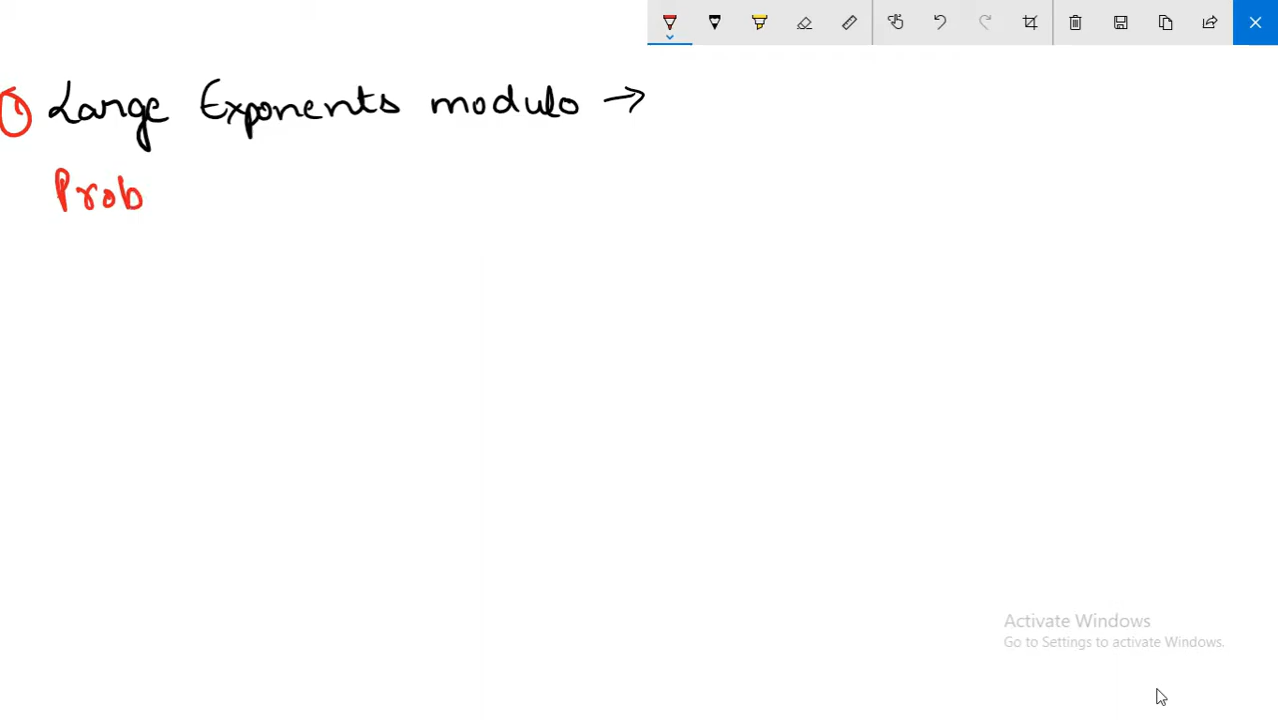 Large Exponents modulo →
Prob
Activate Windows
Go to Settings to activate Windows.